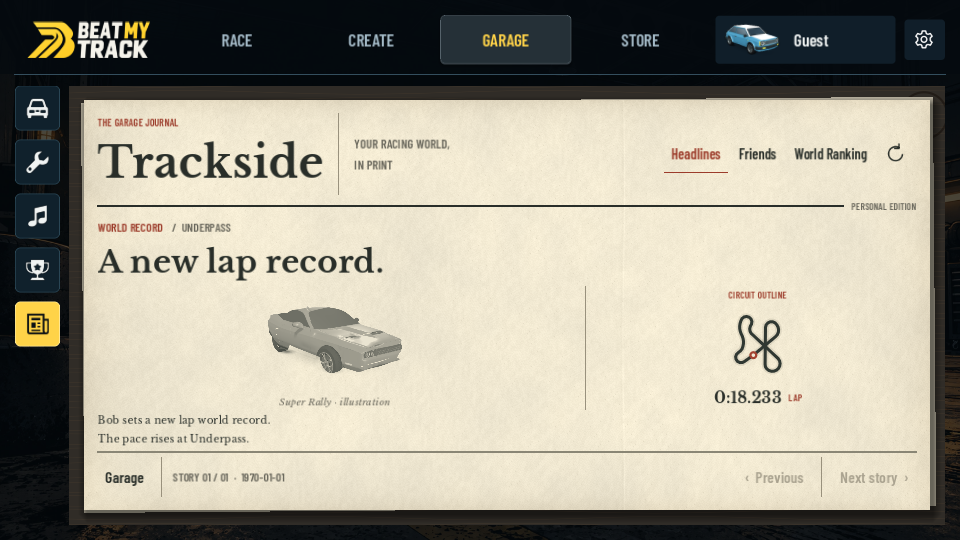 BEAT MY
TRACK
RACE
CREATE
GARAGE
STORE
Guest
THE GARAGE JOURNAL
Trackside
YOUR RACING WORLD,
IN PRINT
Headlines
Friends
World Ranking
PERSONAL EDITION
WORLD RECORD / UNDERPASS
A new lap record.
CIRCUIT OUTLINE
0:18.233 LAP
Super Rally · illustration
Bob sets a new lap world record.
The pace rises at Underpass.
Garage
STORY 01 / 01 · 1970-01-01
‹ Previous
Next story ›